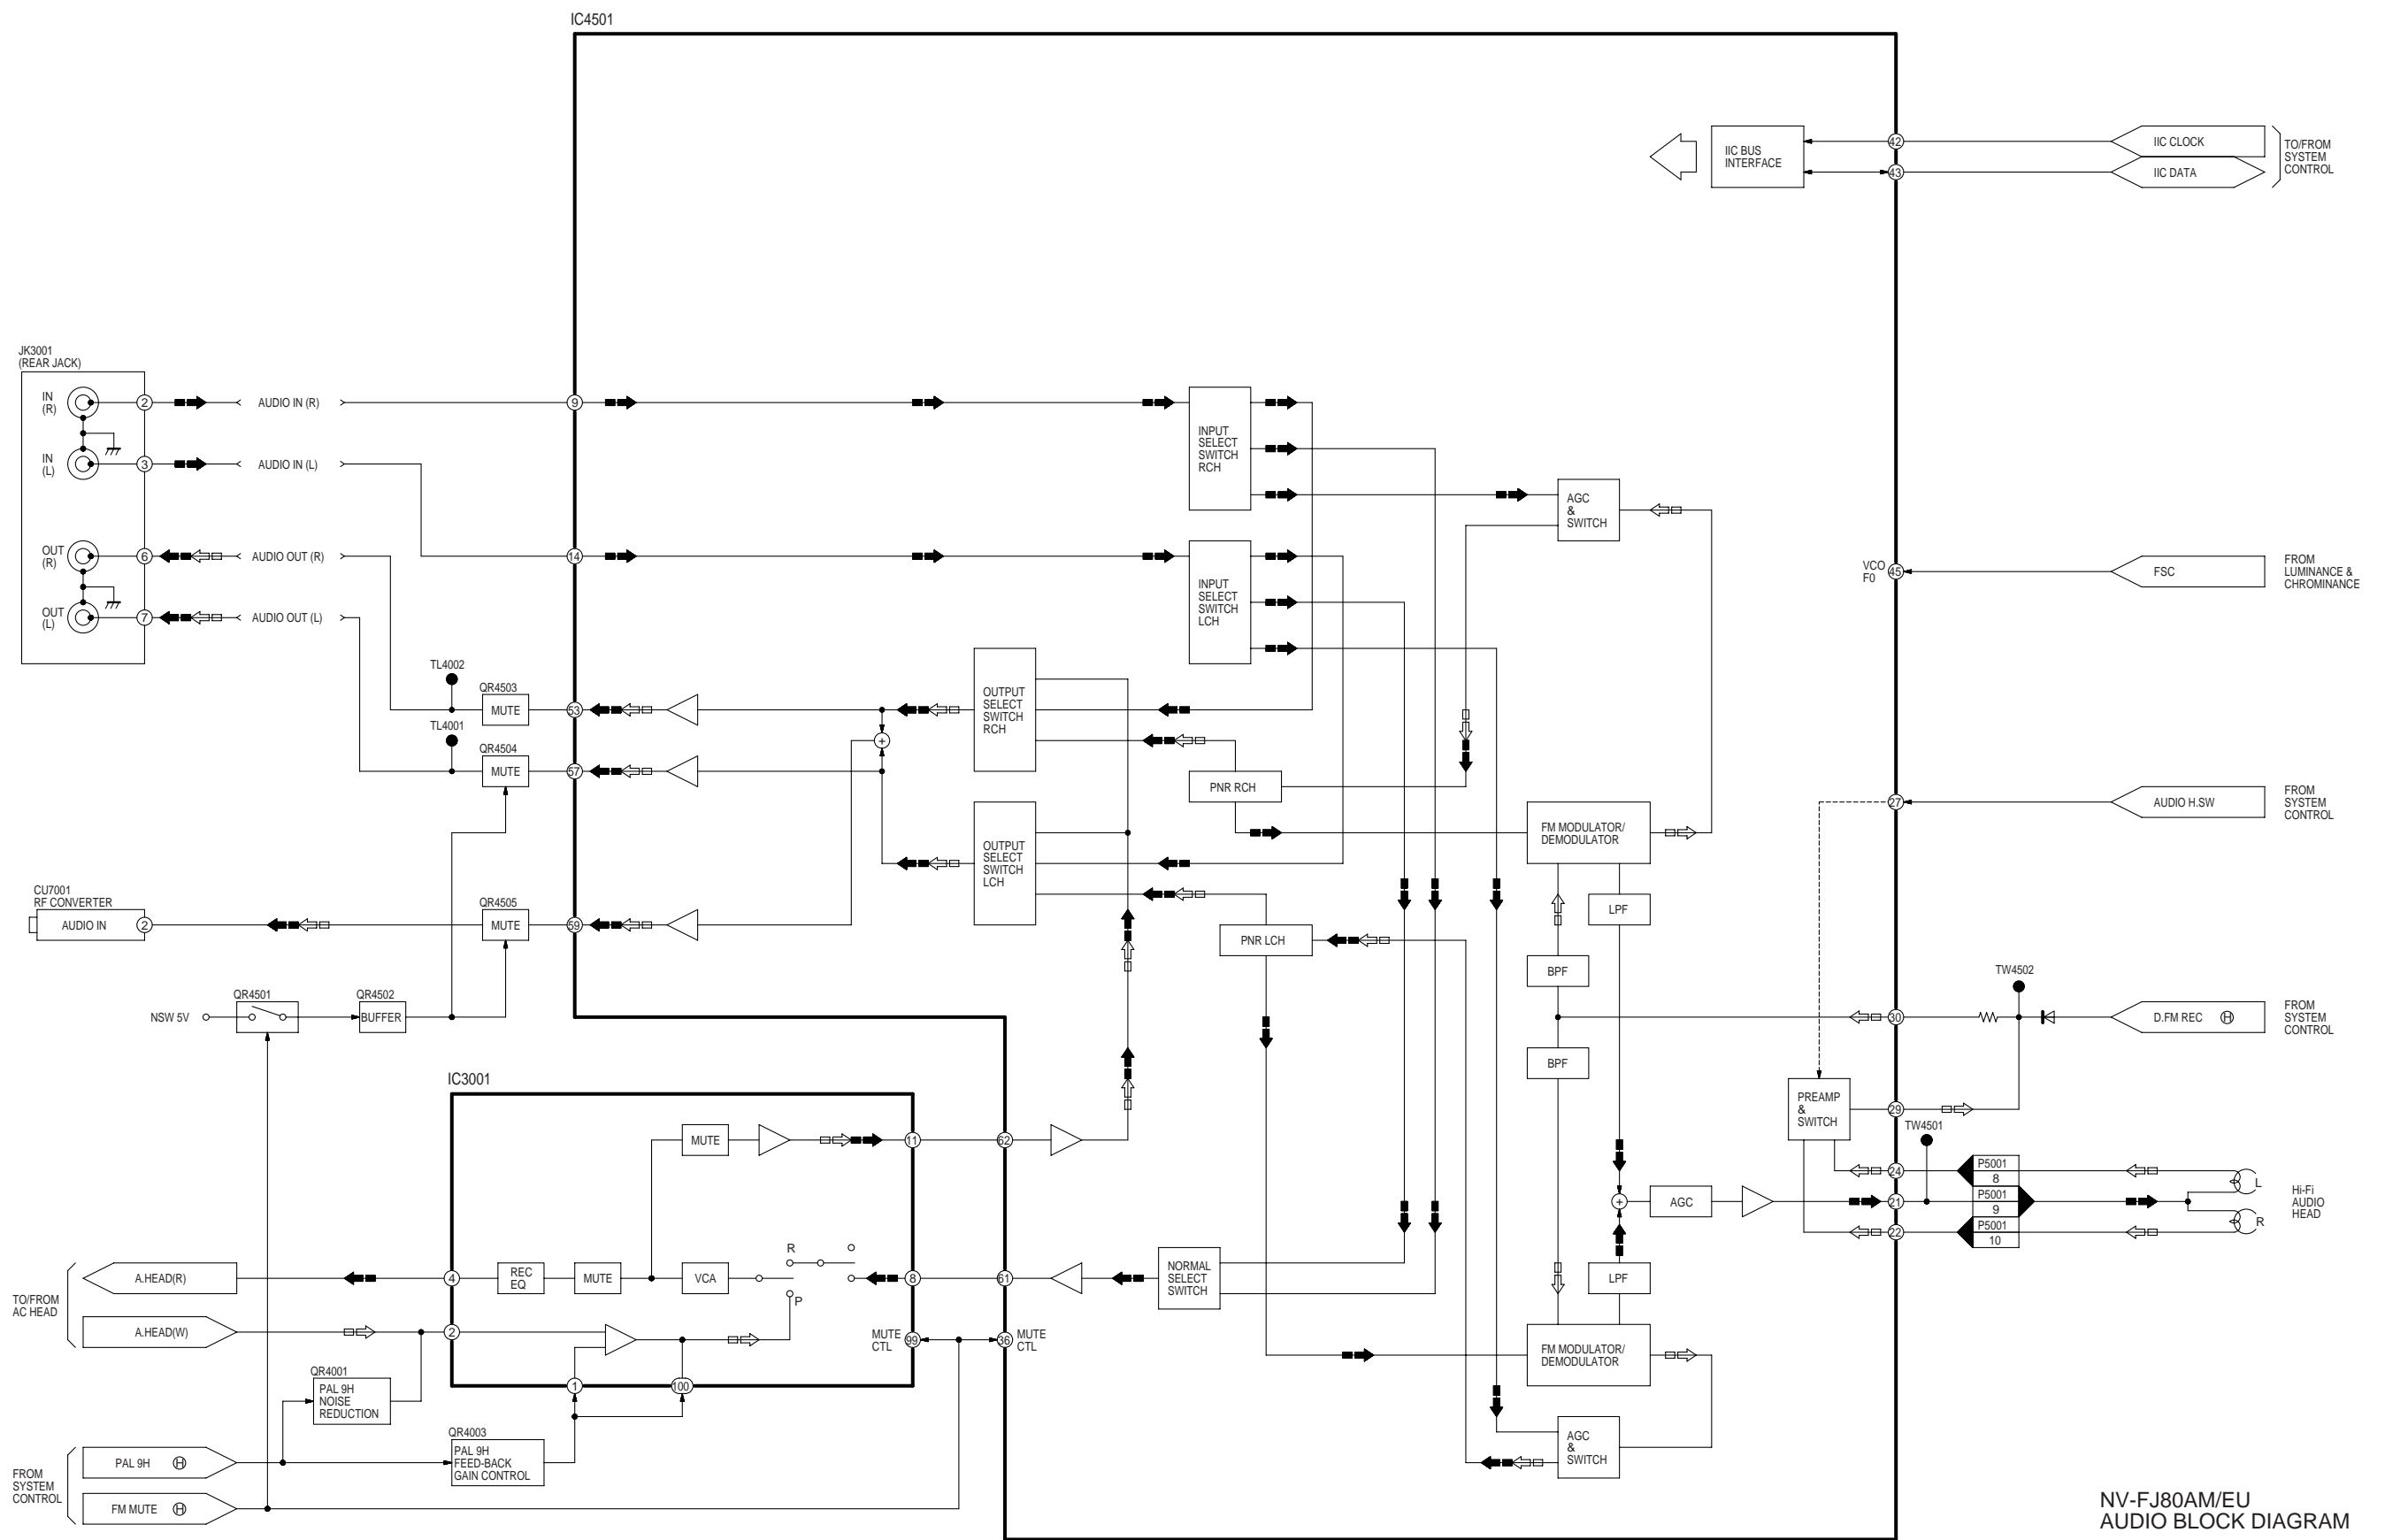 IC4501
IIC BUS
INTERFACE
42
43
IIC CLOCK
IIC DATA
TO/FROM
SYSTEM
CONTROL
JK3001
(REAR JACK)
IN
(R)
2
AUDIO IN (R)
9
IN
(L)
3
AUDIO IN (L)
14
OUT
(R)
6
AUDIO OUT (R)
OUT
(L)
7
AUDIO OUT (L)
INPUT
SELECT
SWITCH
RCH
INPUT
SELECT
SWITCH
LCH
AGC
&
SWITCH
VCO
F0
45
FSC
FROM
LUMINANCE &
CHROMINANCE
TL4002
QR4503
MUTE
53
TL4001
QR4504
MUTE
57
+
OUTPUT
SELECT
SWITCH
RCH
PNR RCH
OUTPUT
SELECT
SWITCH
LCH
FM MODULATOR/
DEMODULATOR
27
AUDIO H.SW
FROM
SYSTEM
CONTROL
CU7001
RF CONVERTER
AUDIO IN
2
QR4505
MUTE
59
PNR LCH
LPF
BPF
BPF
NSW 5V
QR4501
QR4502
BUFFER
30
TW4502
D.FM REC H
FROM
SYSTEM
CONTROL
IC3001
MUTE
11
62
PREAMP
&
SWITCH
29
TW4501
24
P5001
8
21
P5001
9
22
P5001
10
L
R
Hi-Fi
AUDIO
HEAD
+
AGC
LPF
TO/FROM
AC HEAD
A.HEAD(R)
4
REC
EQ
MUTE
VCA
R
P
8
61
NORMAL
SELECT
SWITCH
A.HEAD(W)
2
MUTE
CTL
99
36
MUTE
CTL
1
100
FM MODULATOR/
DEMODULATOR
QR4001
PAL 9H
NOISE
REDUCTION
QR4003
PAL 9H
FEED-BACK
GAIN CONTROL
AGC
&
SWITCH
FROM
SYSTEM
CONTROL
PAL 9H H
FM MUTE H
NV-FJ80AM/EU
AUDIO BLOCK DIAGRAM